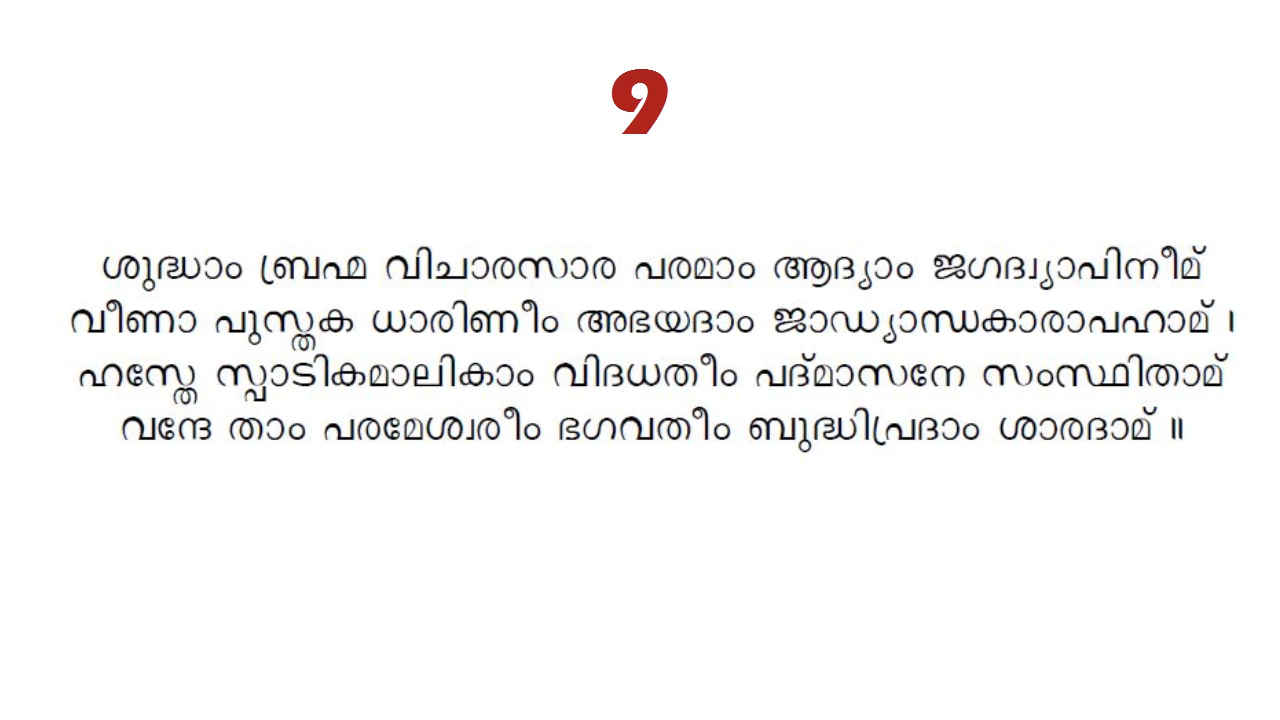 9
ശുദ്ധാം ബ്രഹ്മ വിചാരസാര പരമാം ആദ്യാം ജഗദ്വ്യാപിനീമ്
വീണാ പുസ്തക ധാരിണീം അഭയദാം ജാഡ്യാന്ധകാരാപഹാമ് ।
ഹസ്തേ സ്പാടികമാലികാം വിദധതീം പദ്മാസനേ സംസ്ഥിതാമ്
വന്ദേ താം പരമേശ്വരീം ഭഗവതീം ബുദ്ധിപ്രദാം ശാരദാമ് ॥